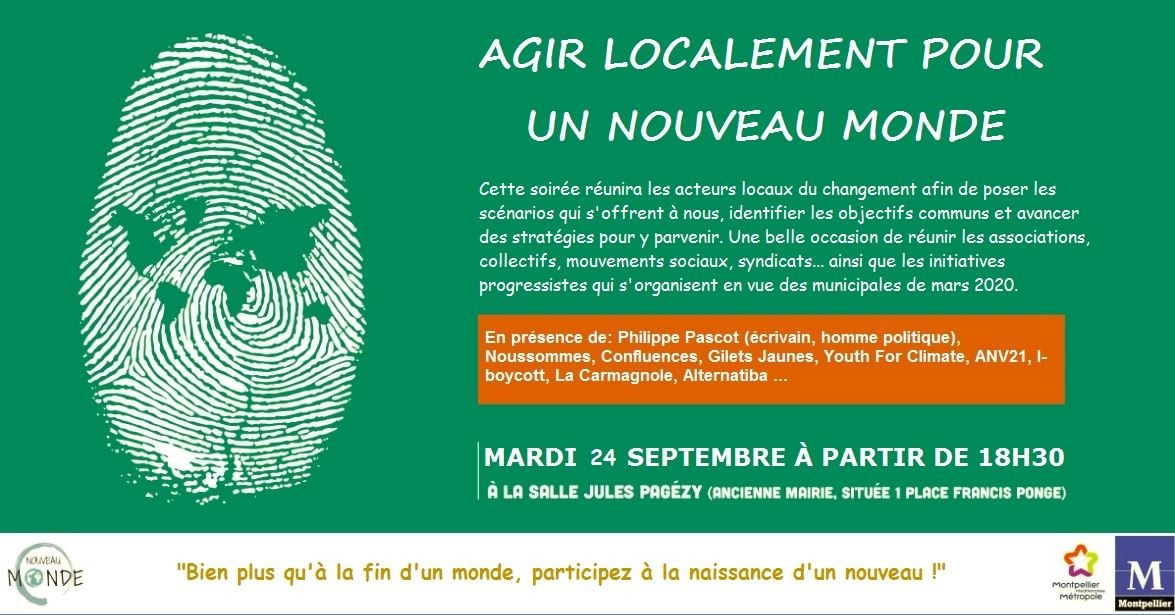 AGIR LOCALEMENT POUR
UN NOUVEAU MONDE
Cette soirée réunira les acteurs locaux du changement afin de poser les
scénarios qui s'offrent à nous, identifier les objectifs communs et avancer
des stratégies pour y parvenir. Une belle occasion de réunir les associations,
collectifs, mouvements sociaux, syndicats... ainsi que les initiatives
progressistes qui s'organisent en vue des municipales de mars 2020.
En présence de: Philippe Pascot (écrivain, homme politique),
Noussommes, Confluences, Gilets Jaunes, Youth For Climate, ANV21, I-
boycott, La Carmagnole, Alternatiba ...
MARDI 24 SEPTEMBRE À PARTIR DE 18H30
À LA SALLE JULES PAGÉZY (ANCIENNE MAIRIE, SITUÉE 1 PLACE FRANCIS PONGE)
NOUVEAU
MONDE
"Bien plus qu'à la fin d'un monde, participez à la naissance d'un nouveau !"
Montpellier
méditerranée
Métropole
M
Montpellier